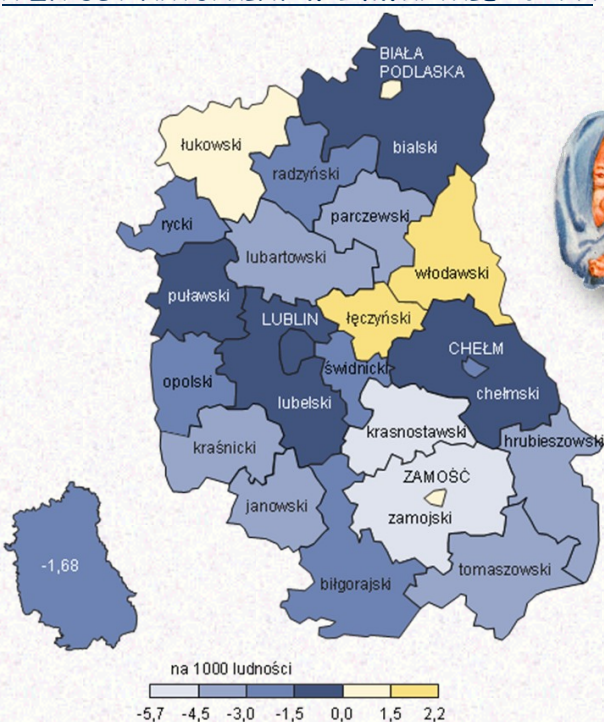 BIAŁA
PODLASKA
łukowski
bialski
radzyński
parczewski
rycki
lubartowski
włodawski
puławski
LUBLIN
łęczyński
CHEŁM
świdnicki
opolski
chełmski
lubelski
krasnostawski
hrubieszowski
kraśnicki
ZAMOŚĆ
janowski
zamojski
-1,68
biłgorajski
tomaszowski
na 1000 ludności
-5,7 -4,5 -3,0 -1,5 0,0 1,5 2,2